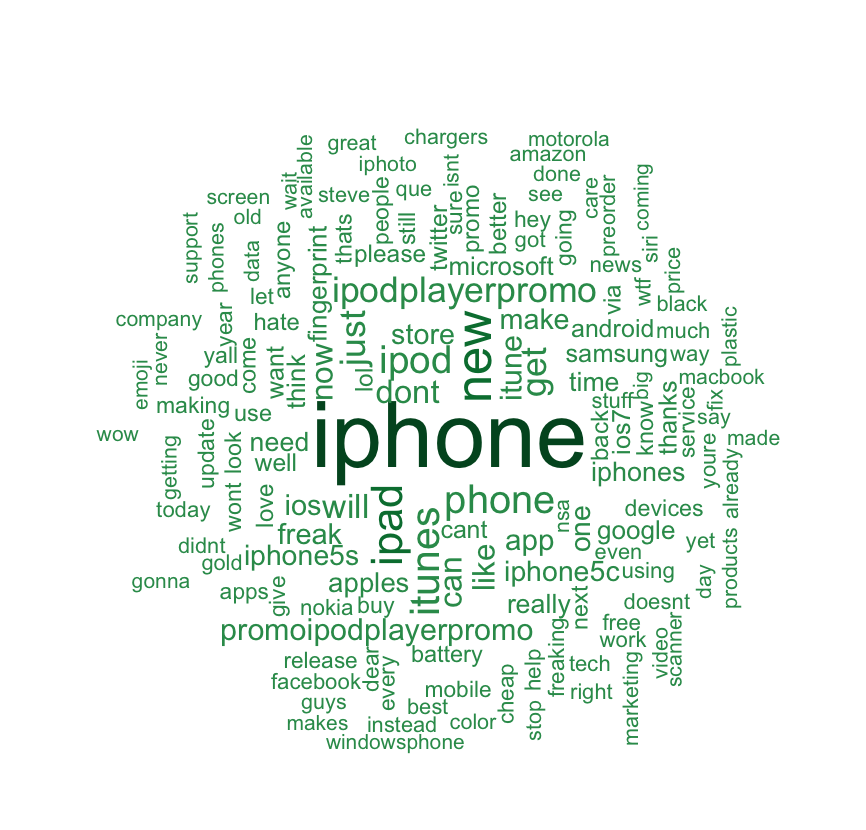 great
chargers
motorola
amazon
available
iphoto
isnt
done
wait
steve
que
see
screen
people
sure
promo
care
coming
old
still
twitter
better
hey
preorder
support
phones
data
anyone
fingerprint
thats
please
got
going
siri
microsoft
news
price
let
ipodplayerpromo
via
wtf
black
company
year
hate
just
store
new
make
android
much
plastic
emoji
never
yall
come
want
think
now
lol
ipod
itune
get
samsung
way
good
dont
time
big
macbook
making
use
stuff
fix
wow
iphone
back
ios7
know
thanks
services
say
made
getting
update
look
need
well
iphones
youre
already
today
wont
love
ios
will
ipad
phone
nsa
devices
didnt
freak
itunes
cant
app
one
google
yet
gold
iphone5s
can
like
even
gonna
apps
give
apples
iphone5c
using
day
products
nokia
buy
really
next
doesnt
promoipodplayerpromo
free
freaking
work
video
scanner
release
dear
battery
tech
facebook
every
mobile
cheap
help
right
marketing
guys
best
stop
makes
instead
color
windowsphone